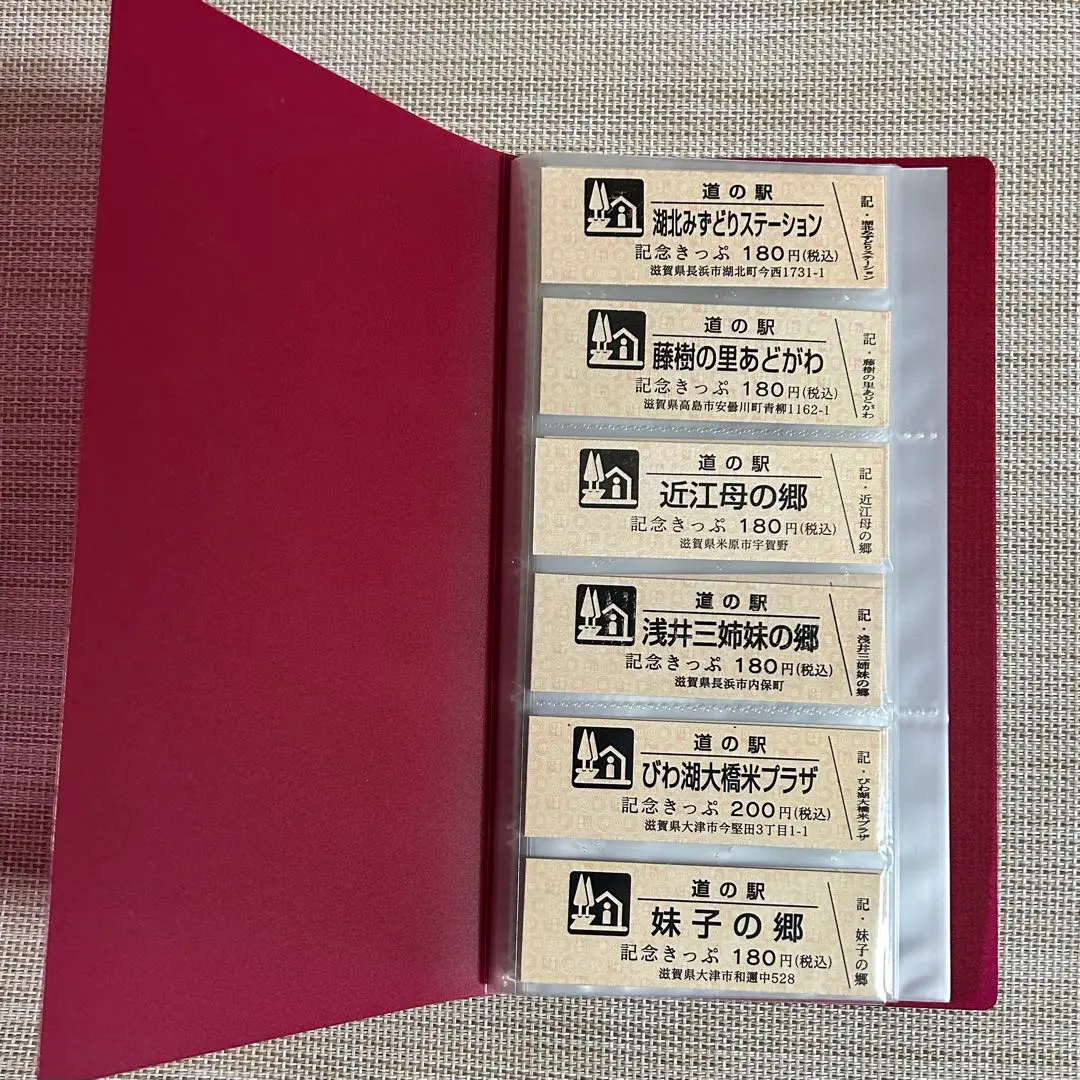 道の駅
湖北みずどりステーション
記念きっぷ 180円(税込)
滋賀県長浜市湖北町今西1731-1
記・湖北みずどりステーション
道の駅
藤樹の里あどがわ
記念きっぷ 180円(税込)
滋賀県高島市安曇川町青柳1162-1
記・藤樹の里あどがわ
道の駅
近江母の郷
記念きっぷ 180円(税込)
滋賀県米原市宇賀野
記・近江母の郷
道の駅
浅井三姉妹の郷
記念きっぷ 180円(税込)
滋賀県長浜市内保町
記・浅井三姉妹の郷
道の駅
びわ湖大橋米プラザ
記念きっぷ 200円(税込)
滋賀県大津市今堅田3丁目1-1
記・びわ湖大橋米プラザ
道の駅
妹子の郷
記念きっぷ 180円(税込)
滋賀県大津市和邇中528
記・妹子の郷